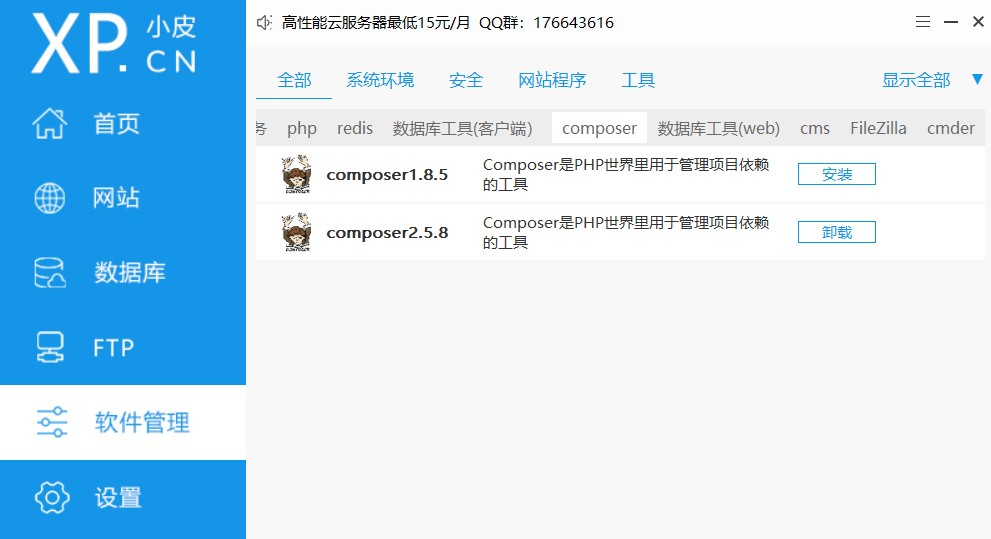 XP.小皮CN
高性能云服务器最低15元/月 QQ群：176643616
首页
网站
数据库
FTP
软件管理
设置
全部 系统环境 安全 网站程序 工具 显示全部
务 php redis 数据库工具(客户端) composer 数据库工具(web) cms FileZilla cmder
composer1.8.5
Composer是PHP世界里用于管理项目依赖
的工具
安装
composer2.5.8
Composer是PHP世界里用于管理项目依赖
的工具
卸载